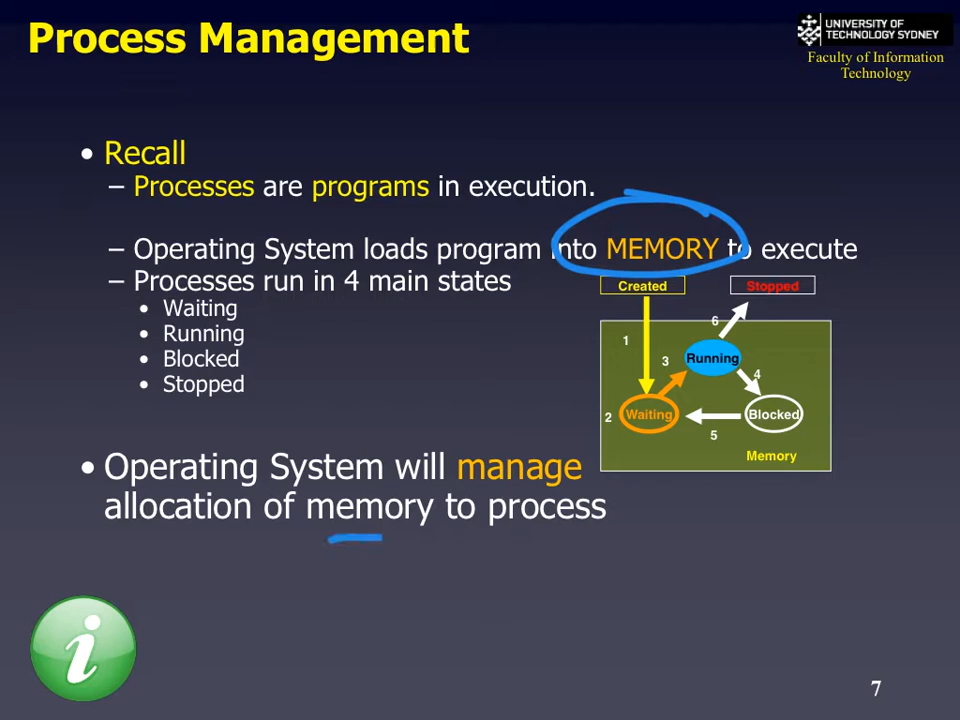 Process Management
UNIVERSITY OF
TECHNOLOGY SYDNEY
Faculty of Information
Technology
• Recall
– Processes are programs in execution.
– Operating System loads program into MEMORY to execute
– Processes run in 4 main states
• Waiting
• Running
• Blocked
• Stopped
Created
Stopped
6
1
3
Running
4
2
Waiting
Blocked
5
Memory
• Operating System will manage
allocation of memory to process
i
7